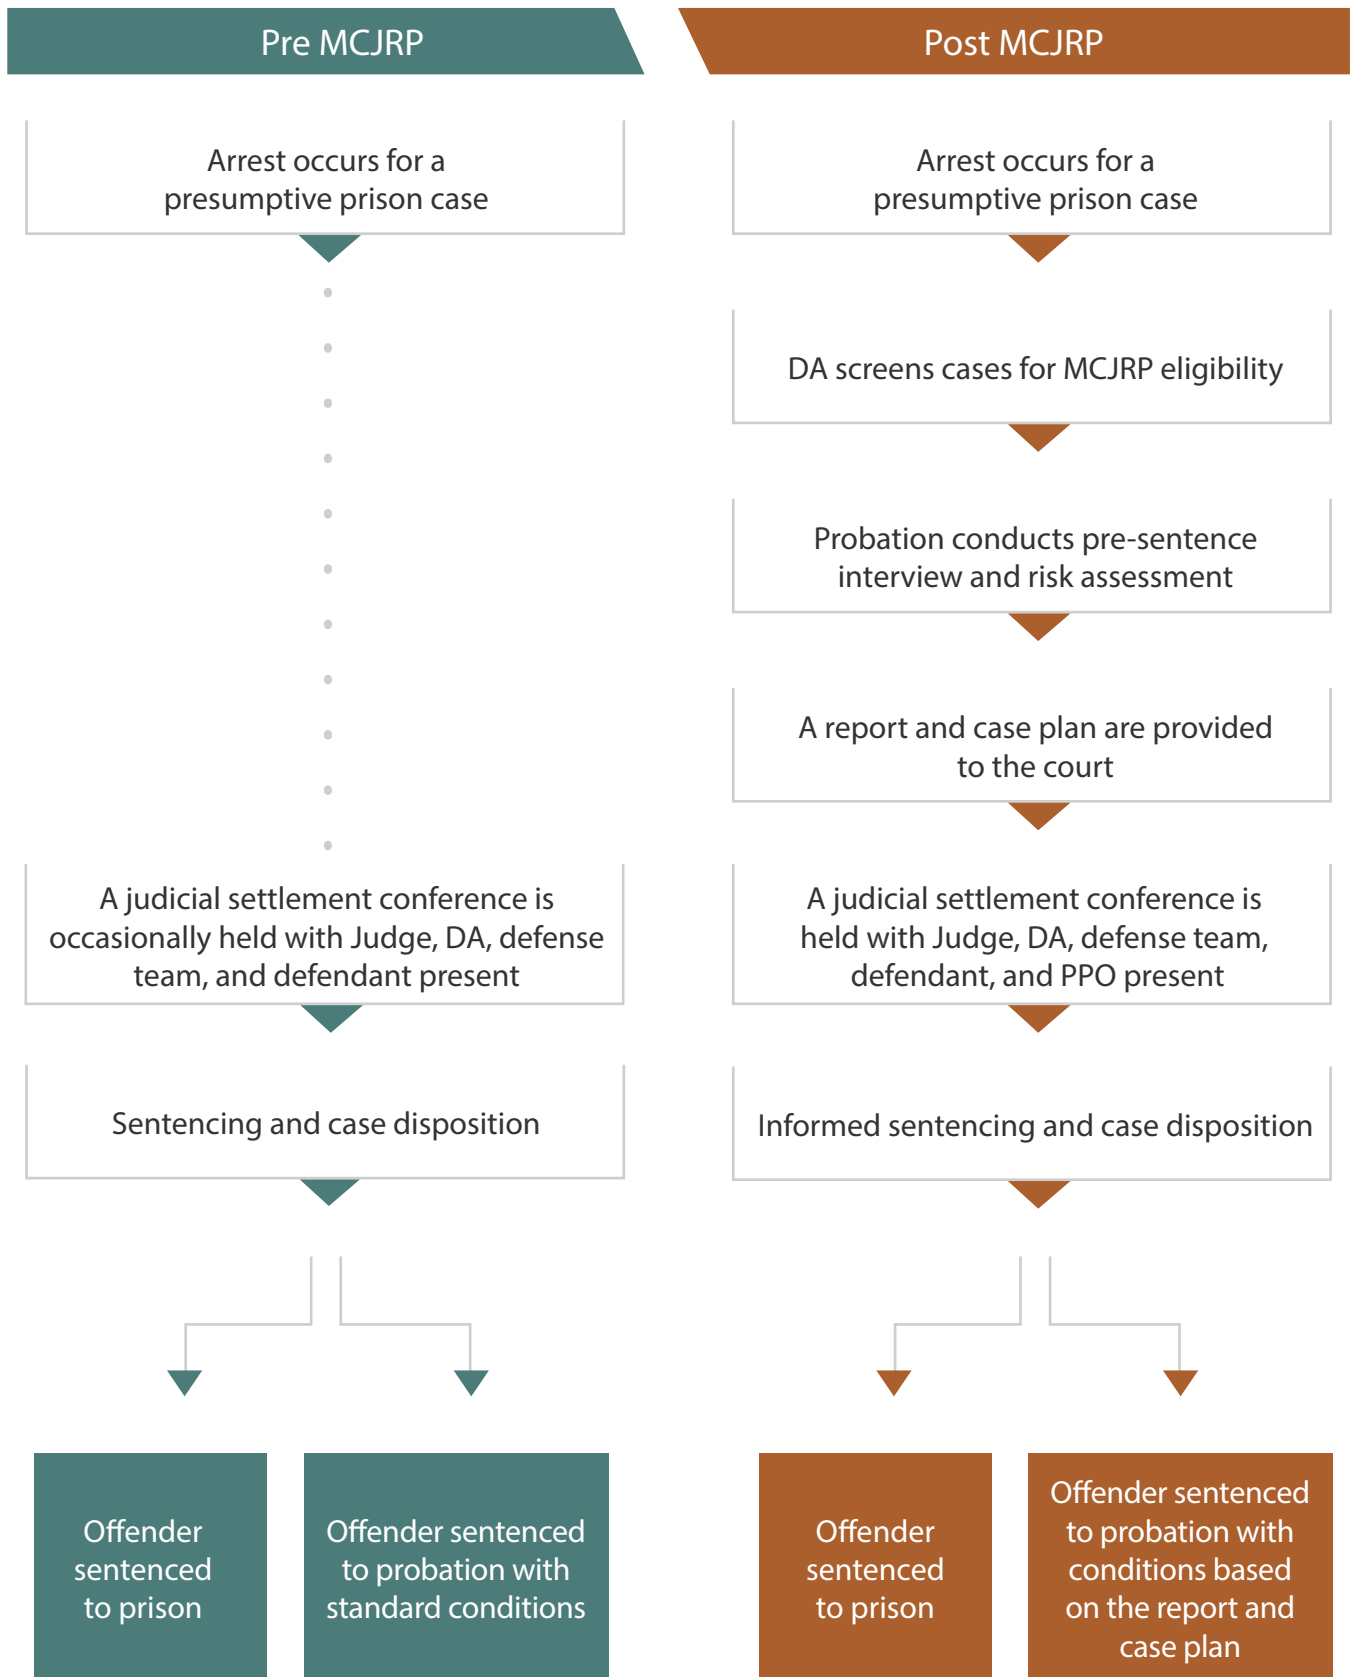 Pre MCJRP
Arrest occurs for a
presumptive prison case
A judicial settlement conference is
occasionally held with Judge, DA, defense
team, and defendant present
Sentencing and case disposition
Offender
sentenced
to prison
Offender sentenced
to probation with
standard conditions
Post MCJRP
Arrest occurs for a
presumptive prison case
DA screens cases for MCJRP eligibility
Probation conducts pre-sentence
interview and risk assessment
A report and case plan are provided
to the court
A judicial settlement conference is
held with Judge, DA, defense team,
defendant, and PPO present
Informed sentencing and case disposition
Offender
sentenced
to prison
Offender sentenced
to probation with
conditions based
on the report and
case plan